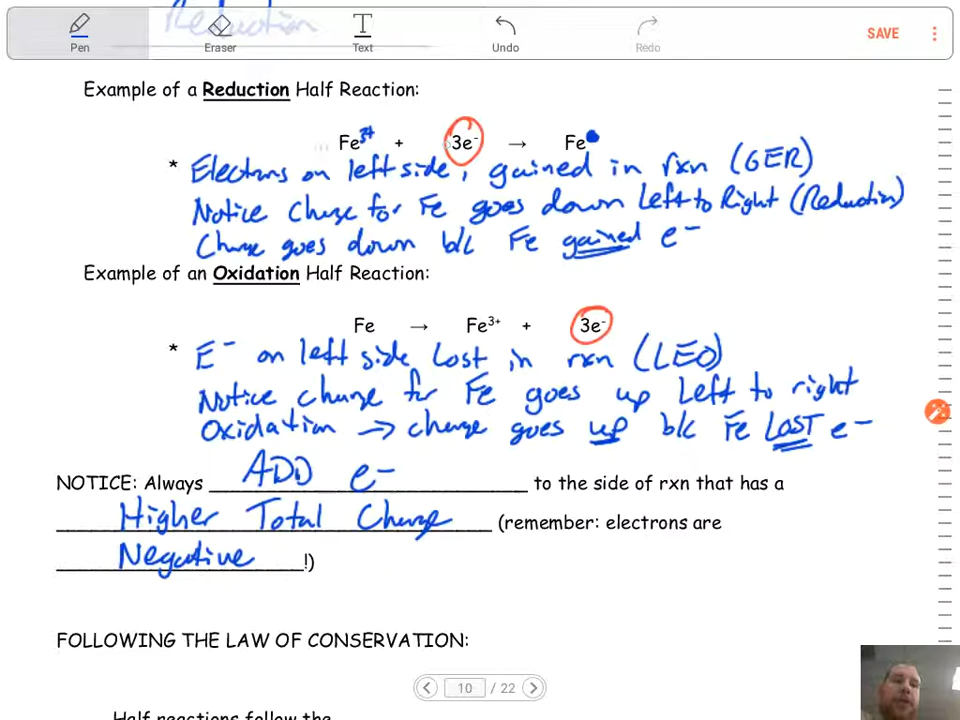 Reduction
Pen
Eraser
Text
Undo
Redo
SAVE
Example of a Reduction Half Reaction:
Fe3+ + 3e- → Fe
* Electrons on left side, gained in rxn (GER)
Notice charge for Fe goes down Left to Right (Reduction)
Charge goes down b/c Fe gained e-
Example of an Oxidation Half Reaction:
Fe → Fe3+ + 3e-
* E- on left side Lost in rxn (LEO)
Notice charge for Fe goes up Left to right
Oxidation → charge goes up b/c Fe LOST e-
NOTICE: Always ADD e- to the side of rxn that has a
Higher Total Charge (remember: electrons are
Negative!)
FOLLOWING THE LAW OF CONSERVATION:
10 / 22
Half reactions follow the